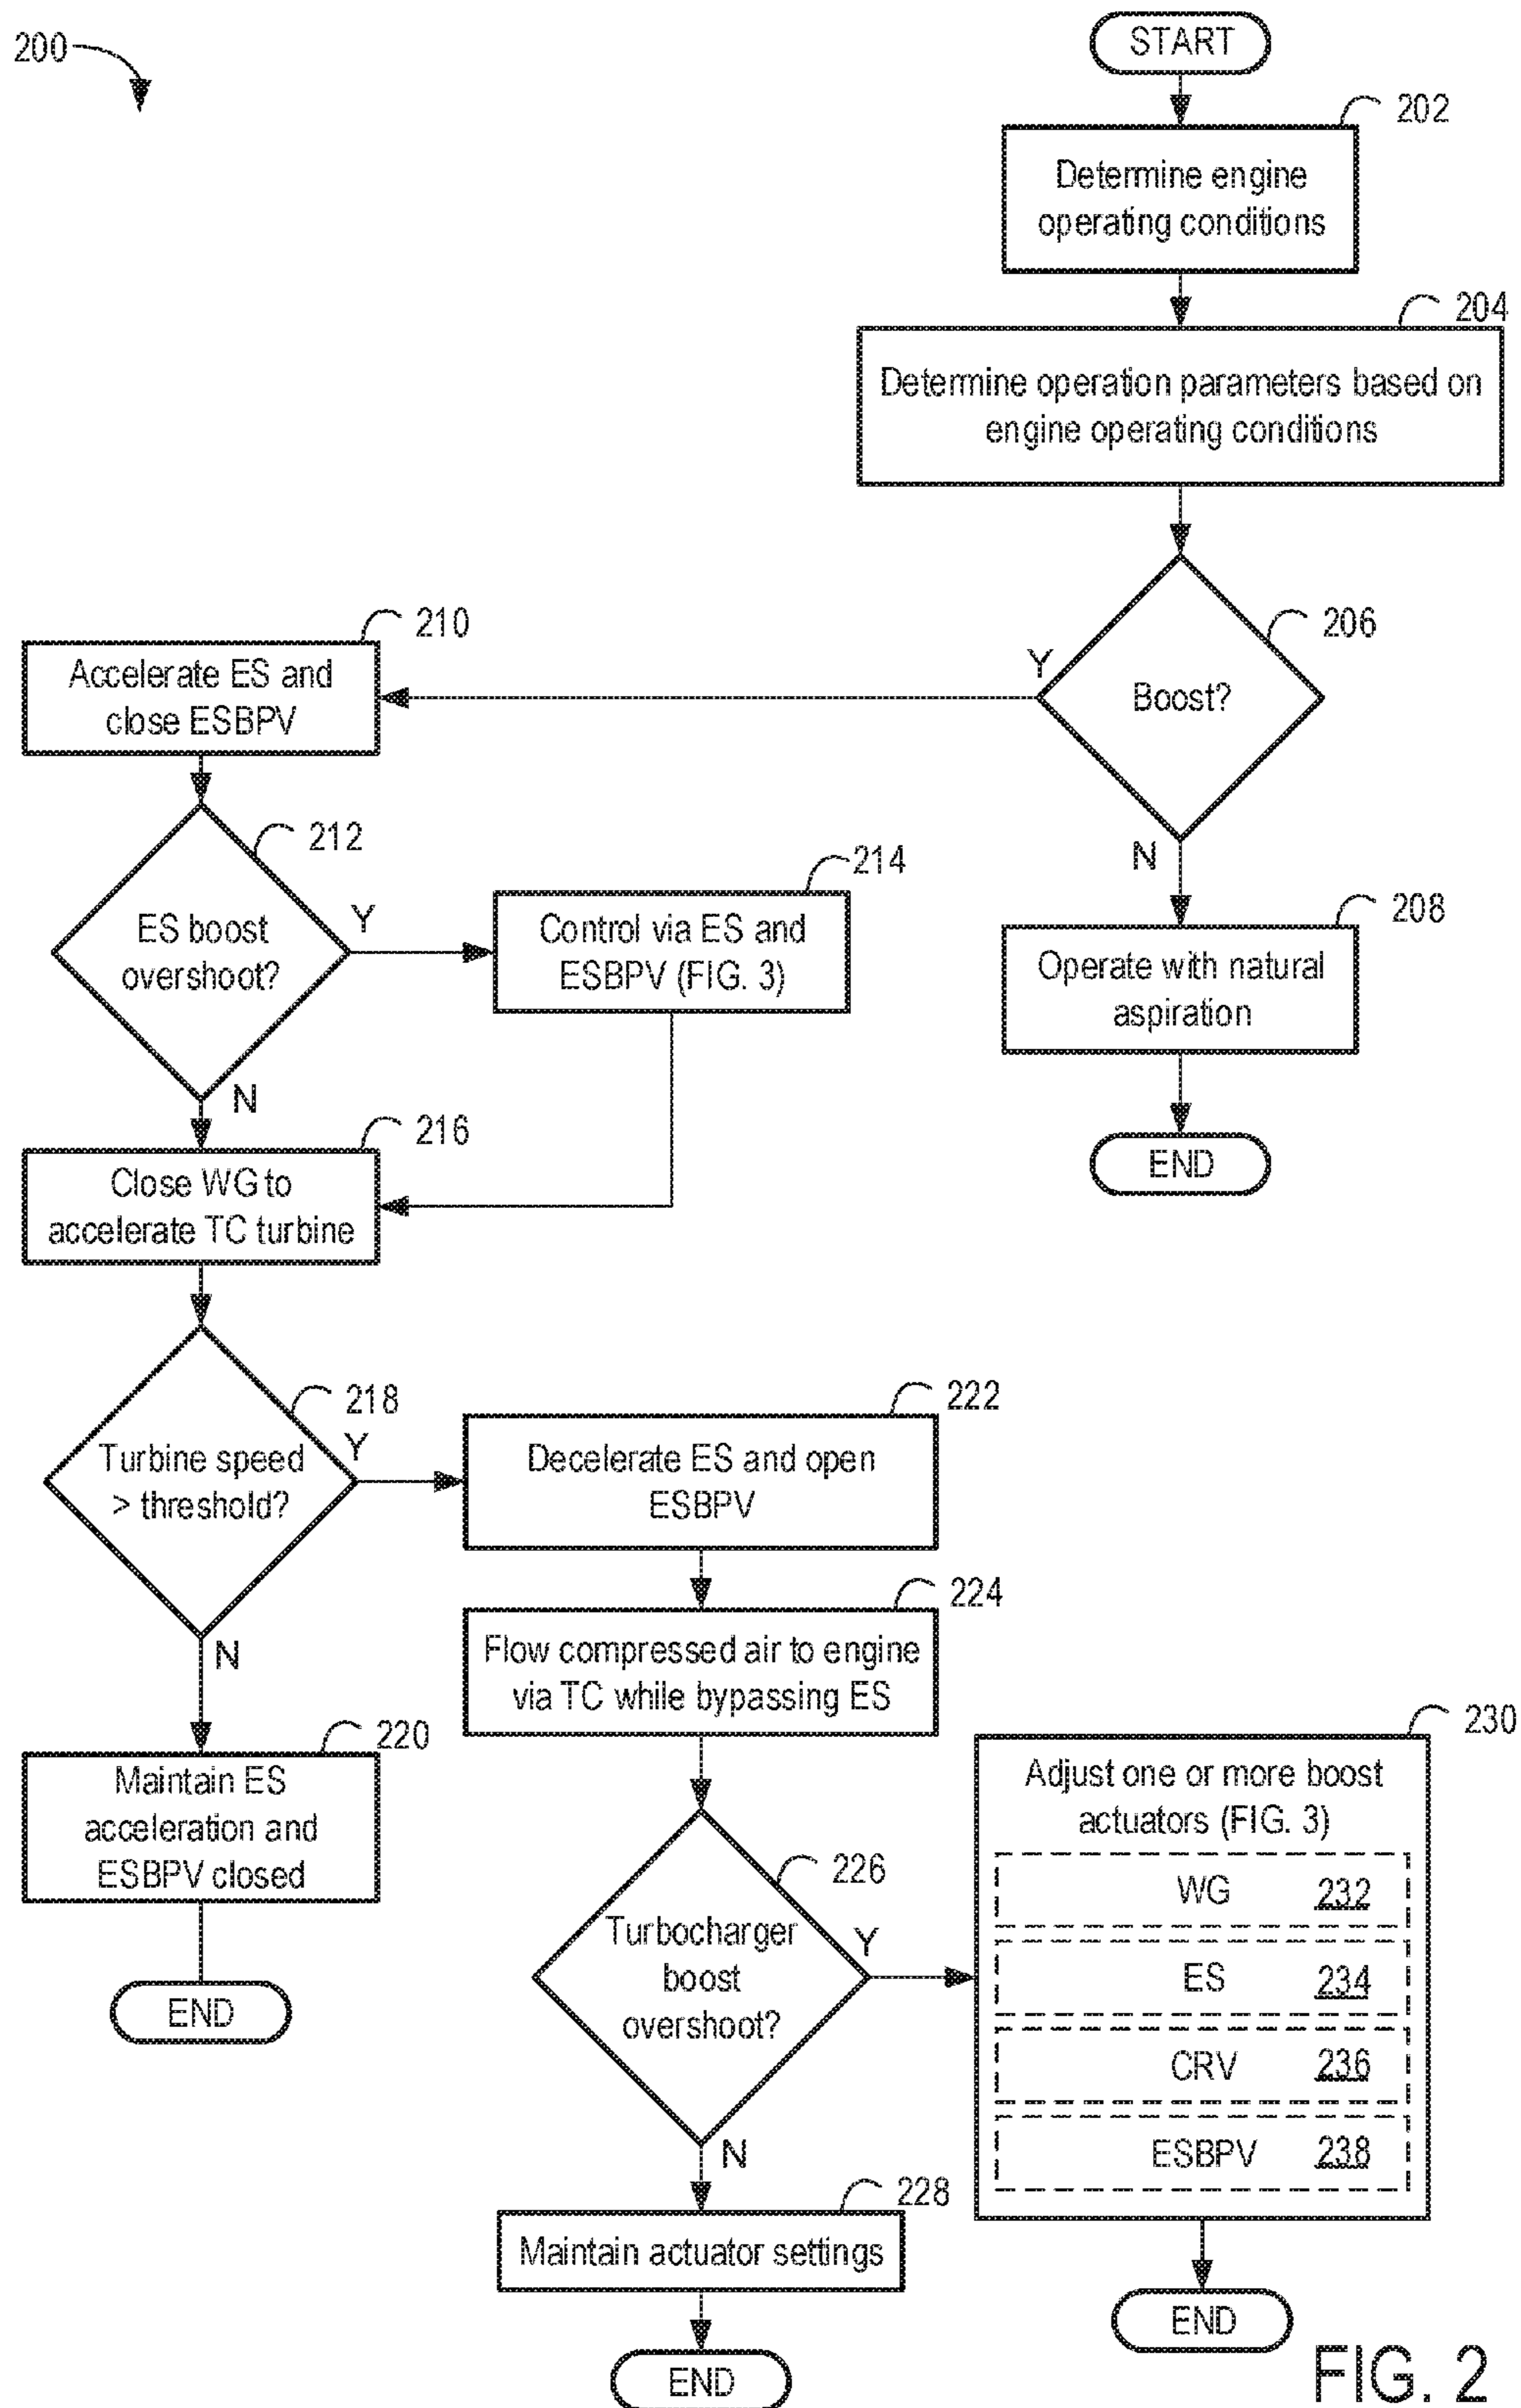 200
START
202
Determine engine
operating conditions
204
Determine operation parameters based on
engine operating conditions
206
Boost?
Y
N
208
Operate with natural
aspiration
END
210
Accelerate ES and
close ESBPV
212
ES boost
overshoot?
Y
N
214
Control via ES and
ESBPV (FIG. 3)
216
Close WG to
accelerate TC turbine
218
Turbine speed
> threshold?
Y
N
220
Maintain ES
acceleration and
ESBPV closed
END
222
Decelerate ES and open
ESBPV
224
Flow compressed air to engine
via TC while bypassing ES
226
Turbocharger
boost
overshoot?
Y
N
228
Maintain actuator settings
END
230
Adjust one or more boost
actuators (FIG. 3)
WG 232
ES 234
CRV 236
ESBPV 238
END
FIG. 2